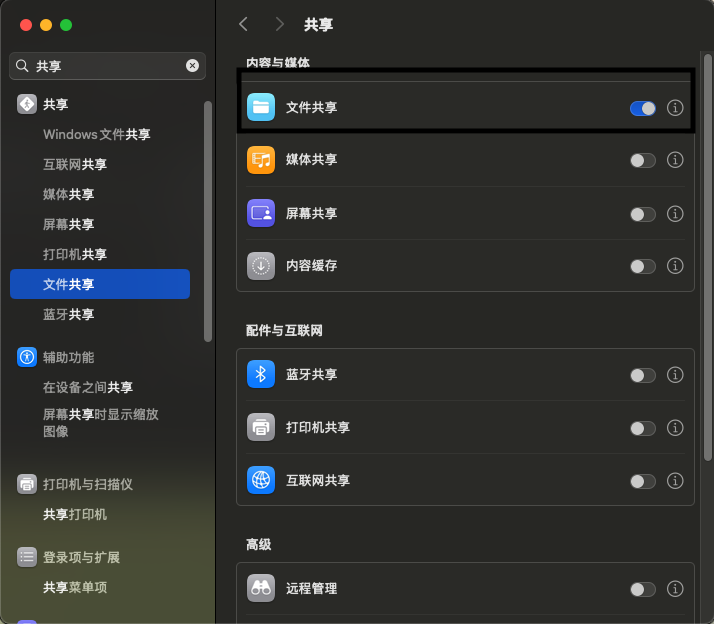 共享
共享
内容与媒体
共享
Windows文件共享
互联网共享
媒体共享
屏幕共享
打印机共享
文件共享
蓝牙共享
辅助功能
在设备之间共享
屏幕共享时显示缩放
图像
打印机与扫描仪
共享打印机
登录项与扩展
共享菜单项
文件共享
媒体共享
屏幕共享
内容缓存
配件与互联网
蓝牙共享
打印机共享
互联网共享
高级
远程管理